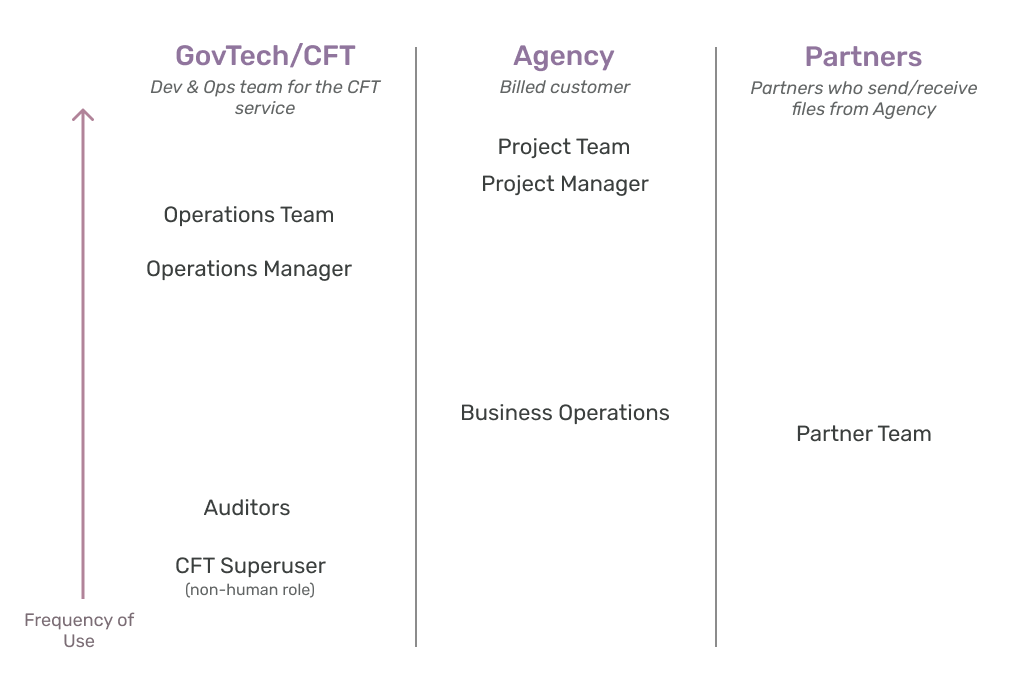 GovTech/CFT
Dev & Ops team for the CFT
service
Operations Team
Operations Manager
Auditors
CFT Superuser
(non-human role)
Agency
Billed customer
Project Team
Project Manager
Business Operations
Partners
Partners who send/receive
files from Agency
Partner Team
Frequency of
Use